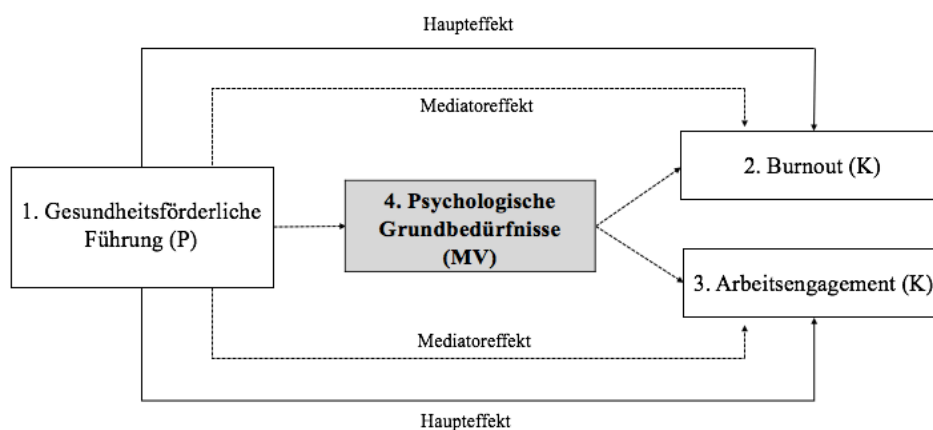 Haupteffekt
Mediatoreffekt
2. Burnout (K)
1. Gesundheitsförderliche
Führung (P)
4. Psychologische
Grundbedürfnisse
(MV)
3. Arbeitsengagement (K)
Mediatoreffekt
Haupteffekt